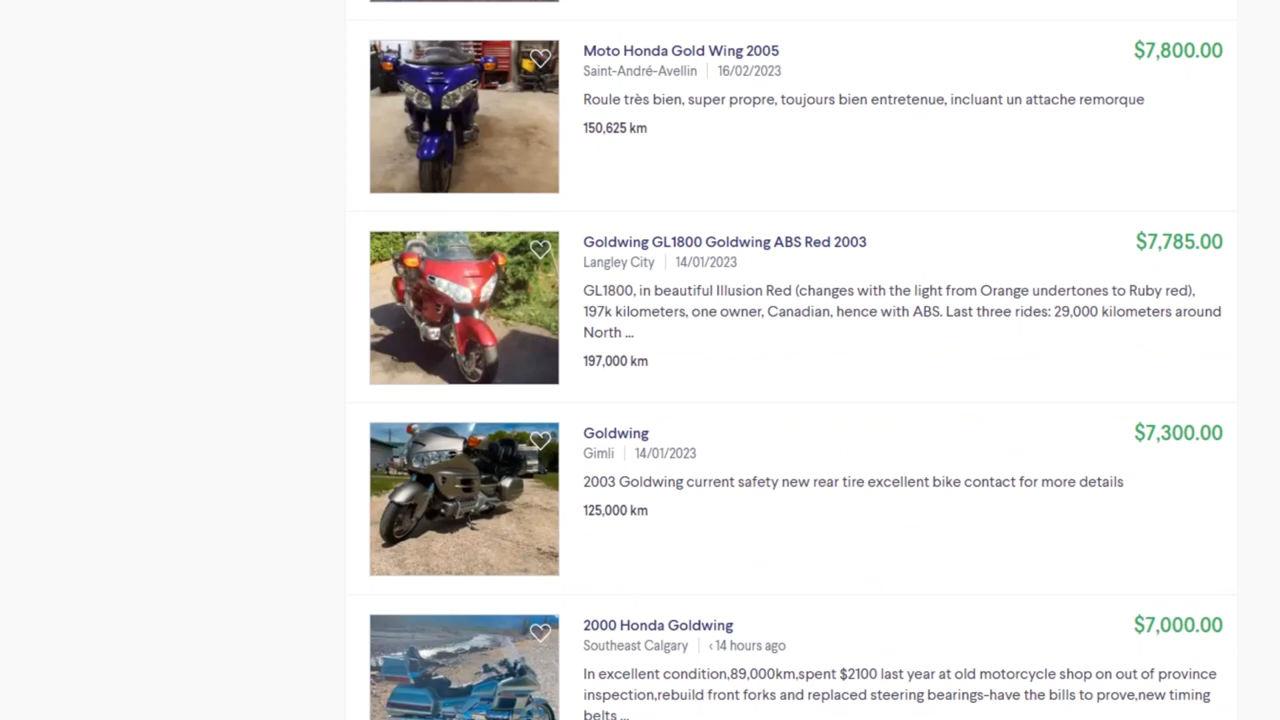 Moto Honda Gold Wing 2005
$7,800.00
Saint-André-Avellin | 16/02/2023
Roule très bien, super propre, toujours bien entretenue, incluant un attache remorque
150,625 km
Goldwing GL1800 Goldwing ABS Red 2003
$7,785.00
Langley City | 14/01/2023
GL1800, in beautiful Illusion Red (changes with the light from Orange undertones to Ruby red),
197k kilometers, one owner, Canadian, hence with ABS. Last three rides: 29,000 kilometers around
North ...
197,000 km
Goldwing
$7,300.00
Gimli | 14/01/2023
2003 Goldwing current safety new rear tire excellent bike contact for more details
125,000 km
2000 Honda Goldwing
$7,000.00
Southeast Calgary | < 14 hours ago
In excellent condition,89,000km,spent $2100 last year at old motorcycle shop on out of province
inspection,rebuild front forks and replaced steering bearings-have the bills to prove,new timing
belts ...